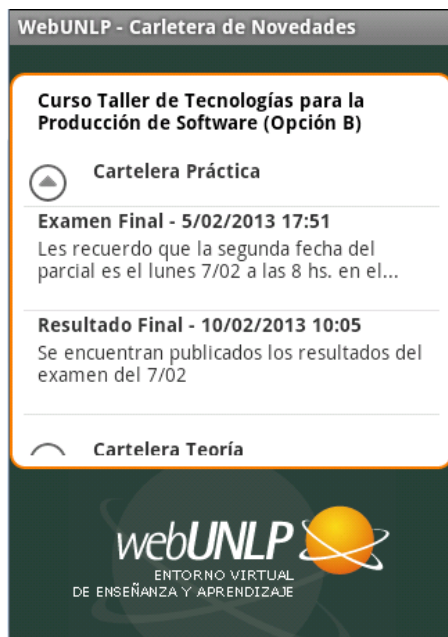 WebUNLP - Carletera de Novedades
Curso Taller de Tecnologías para la
Producción de Software (Opción B)
Cartelera Práctica
Examen Final - 5/02/2013 17:51
Les recuerdo que la segunda fecha del
parcial es el lunes 7/02 a las 8 hs. en el...
Resultado Final - 10/02/2013 10:05
Se encuentran publicados los resultados del
examen del 7/02
Cartelera Teoría
webUNLP
ENTORNO VIRTUAL
DE ENSEÑANZA Y APRENDIZAJE